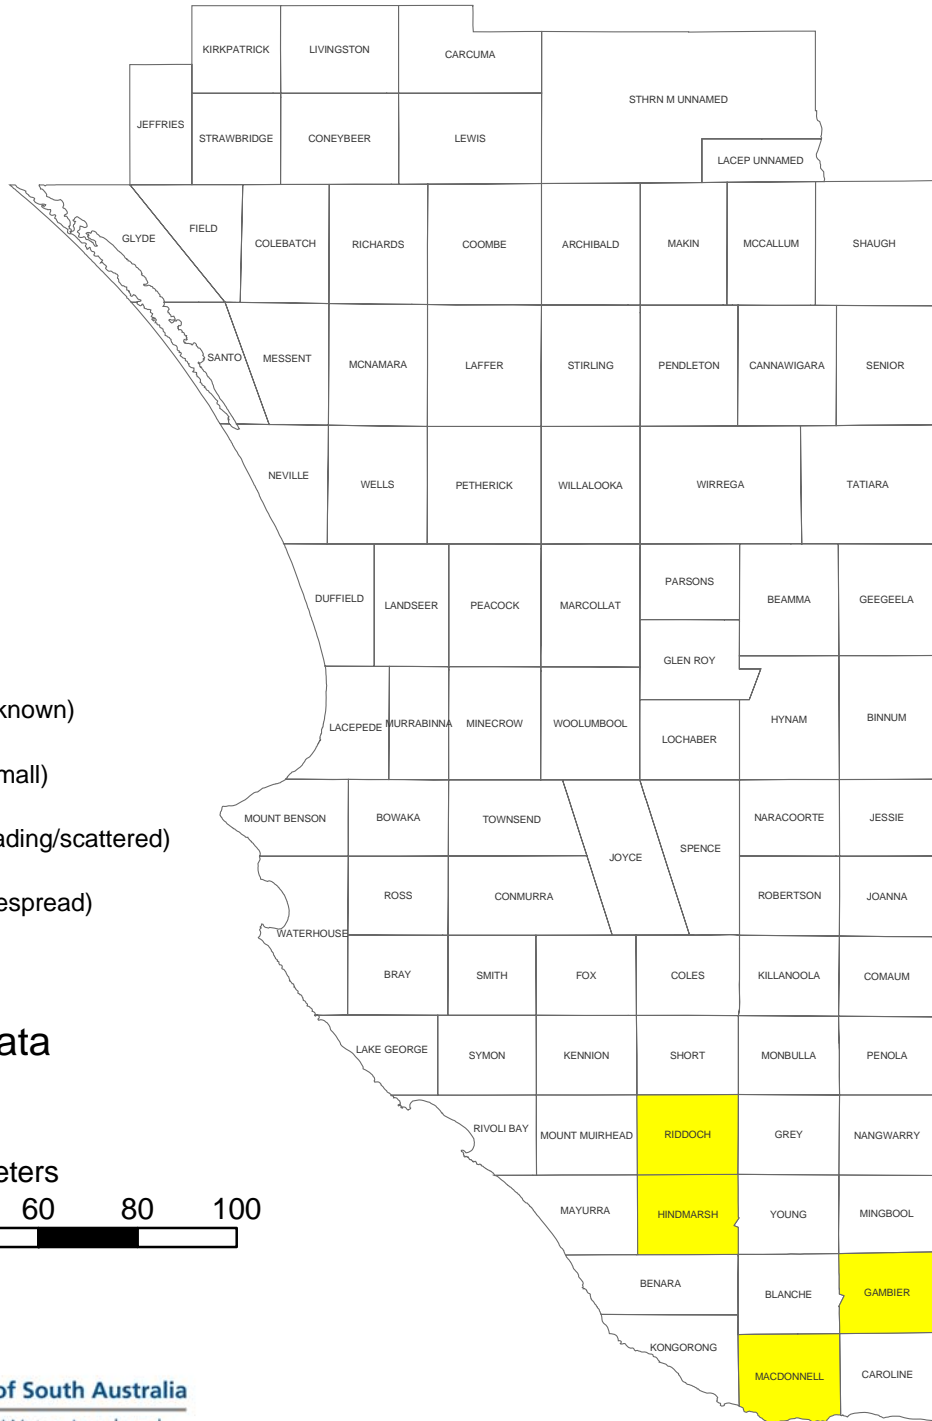 KIRKPATRICK LIVINGSTON CARCUMA
STHRN M UNNAMED
JEFFRIES
STRAWBRIDGE CONEYBEER LEWIS
LACEP UNNAMED
GLYDE FIELD COLEBATCH RICHARDS COOMBE ARCHIBALD MAKIN MCCALLUM SHAUGH
SANTO MESSENT MCNAMARA LAFFER STIRLING PENDLETON CANNAWIGARA SENIOR
NEVILLE WELLS PETHERICK WILLALOOKA WIRREGA TATIARA
PARSONS
DUFFIELD LANDSEER PEACOCK MARCOLLAT BEAMMA GEEGEELA
GLEN ROY
known)
LACEPEDE MURRABINNA MINECROW WOOLUMBOOL HYNAM BINNUM
LOCHABER
mall)
MOUNT BENSON BOWAKA TOWNSEND NARACOORTE JESSIE
ading/scattered)
JOYCE SPENCE
ROSS CONMURRA ROBERTSON JOANNA
espread)
WATERHOUSE
BRAY SMITH FOX COLES KILLANOOLA COMAUM
ata
LAKE GEORGE SYMON KENNION SHORT MONBULLA PENOLA
RIVOLI BAY MOUNT MUIRHEAD RIDDOCH GREY NANGWARRY
eters
60 80 100
MAYURRA HINDMARSH YOUNG MINGBOOL
BENARA BLANCHE GAMBIER
KONGORONG
MACDONNELL CAROLINE
of South Australia